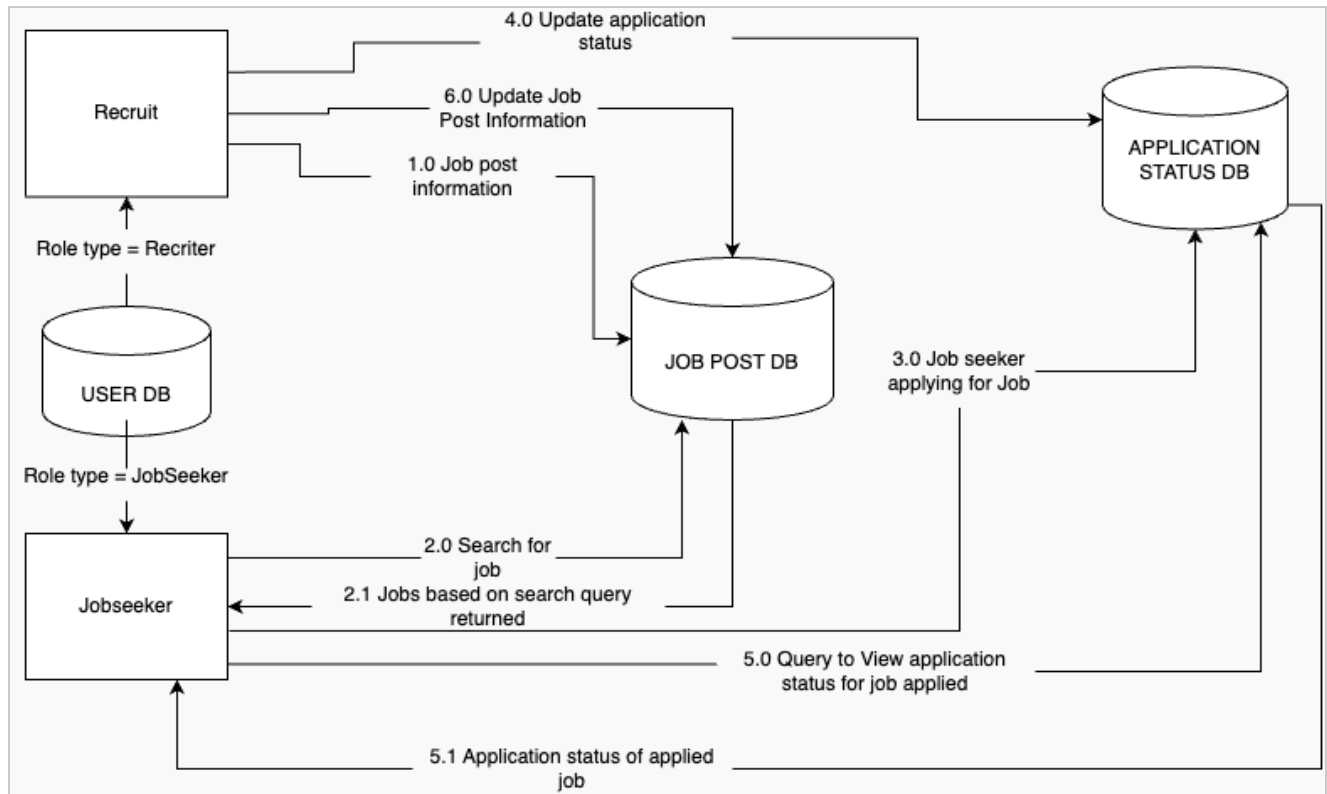 4.0 Update application
status
Recruit
6.0 Update Job
Post Information
1.0 Job post
information
APPLICATION
STATUS DB
Role type = Recriter
USER DB
JOB POST DB
3.0 Job seeker
applying for Job
Role type = JobSeeker
Jobseeker
2.0 Search for
job
2.1 Jobs based on search query
returned
5.0 Query to View application
status for job applied
5.1 Application status of applied
job